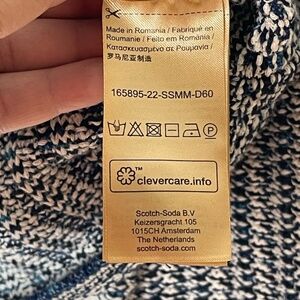 Made in Romania / Fabriqué en
Roumanie / Feito em Roménia /
Κατασκευασμένο σε Ρουμανία /
罗马尼亚制造
165895-22-SSMM-D60
clevercare.info
Scotch-Soda B.V
Keizersgracht 105
1015CH Amsterdam
The Netherlands
scotch-soda.com